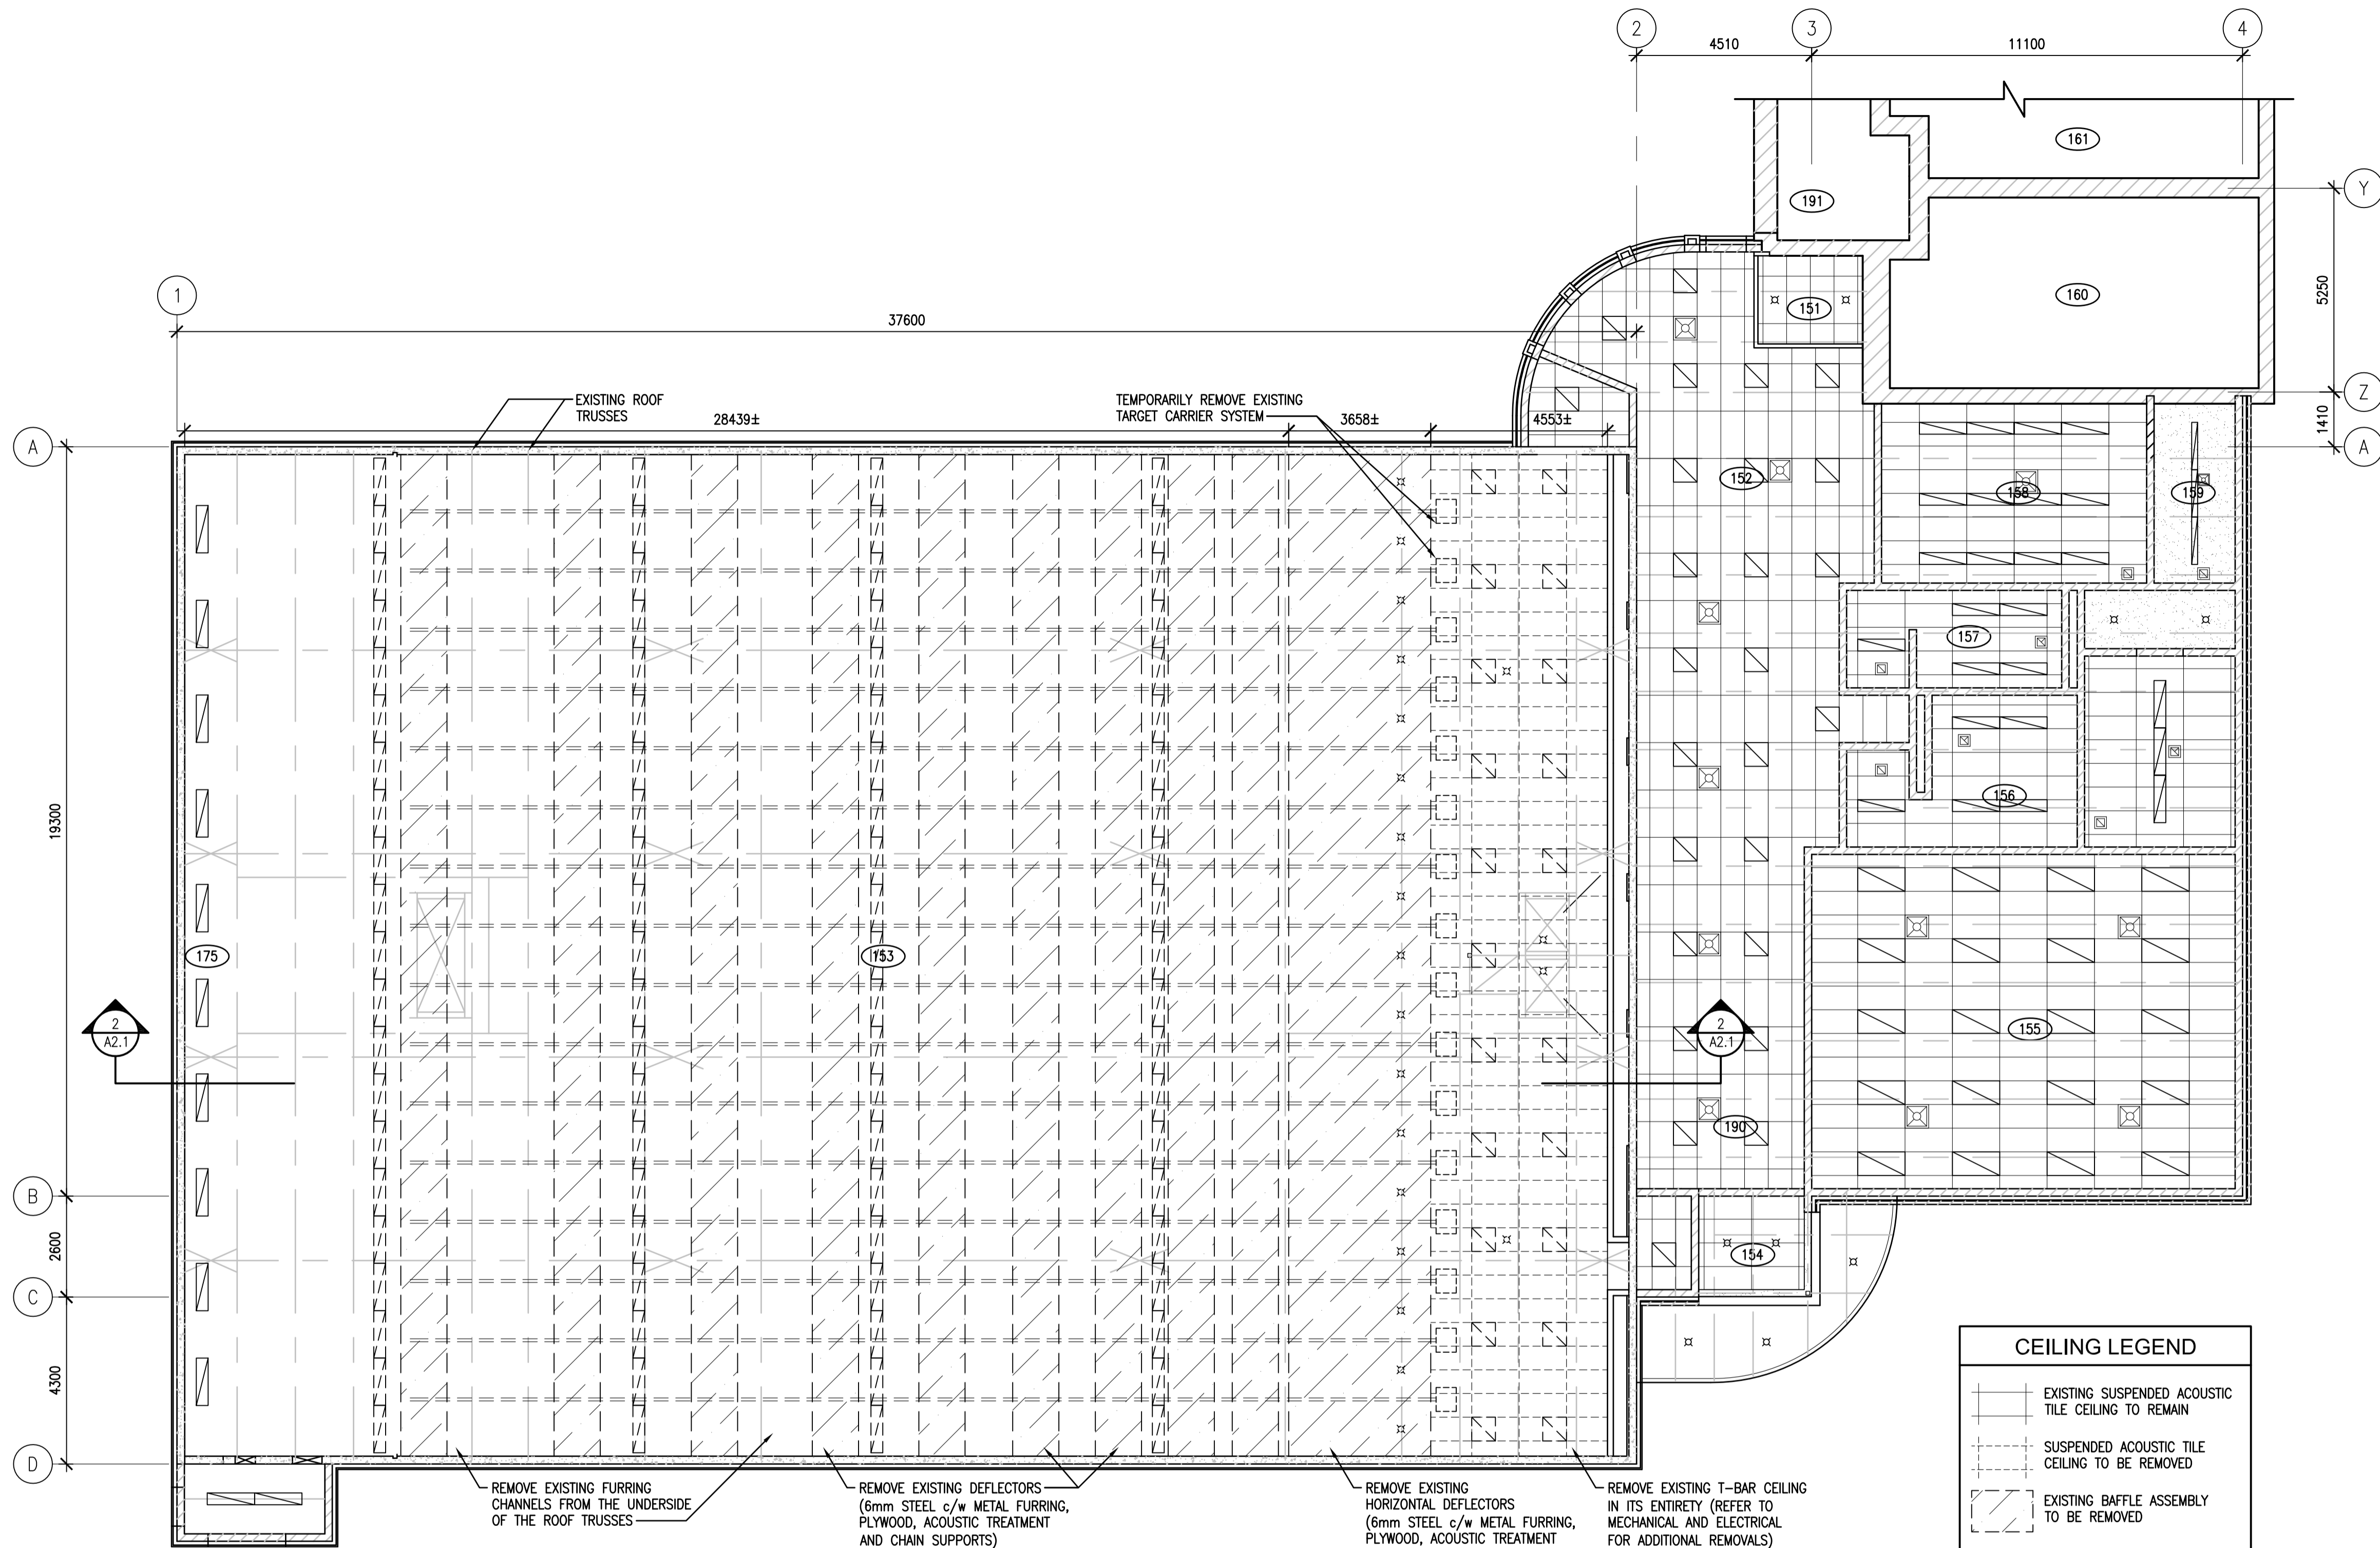 2
3
4
4510
11100
161
Y
191
160
5250
1
151
37600
Z
EXISTING ROOF
TRUSSES
TEMPORARILY REMOVE EXISTING
TARGET CARRIER SYSTEM
28439±
3658±
4553±
1410
A
A
152
158
159
157
156
19300
175
153
2
A2.1
2
A2.1
155
190
B
2600
154
C
4300
D
REMOVE EXISTING FURRING
CHANNELS FROM THE UNDERSIDE
OF THE ROOF TRUSSES
REMOVE EXISTING DEFLECTORS
(6mm STEEL c/w METAL FURRING,
PLYWOOD, ACOUSTIC TREATMENT
AND CHAIN SUPPORTS)
REMOVE EXISTING
HORIZONTAL DEFLECTORS
(6mm STEEL c/w METAL FURRING,
PLYWOOD, ACOUSTIC TREATMENT
REMOVE EXISTING T-BAR CEILING
IN ITS ENTIRETY (REFER TO
MECHANICAL AND ELECTRICAL
FOR ADDITIONAL REMOVALS)
CEILING LEGEND
EXISTING SUSPENDED ACOUSTIC
TILE CEILING TO REMAIN
SUSPENDED ACOUSTIC TILE
CEILING TO BE REMOVED
EXISTING BAFFLE ASSEMBLY
TO BE REMOVED